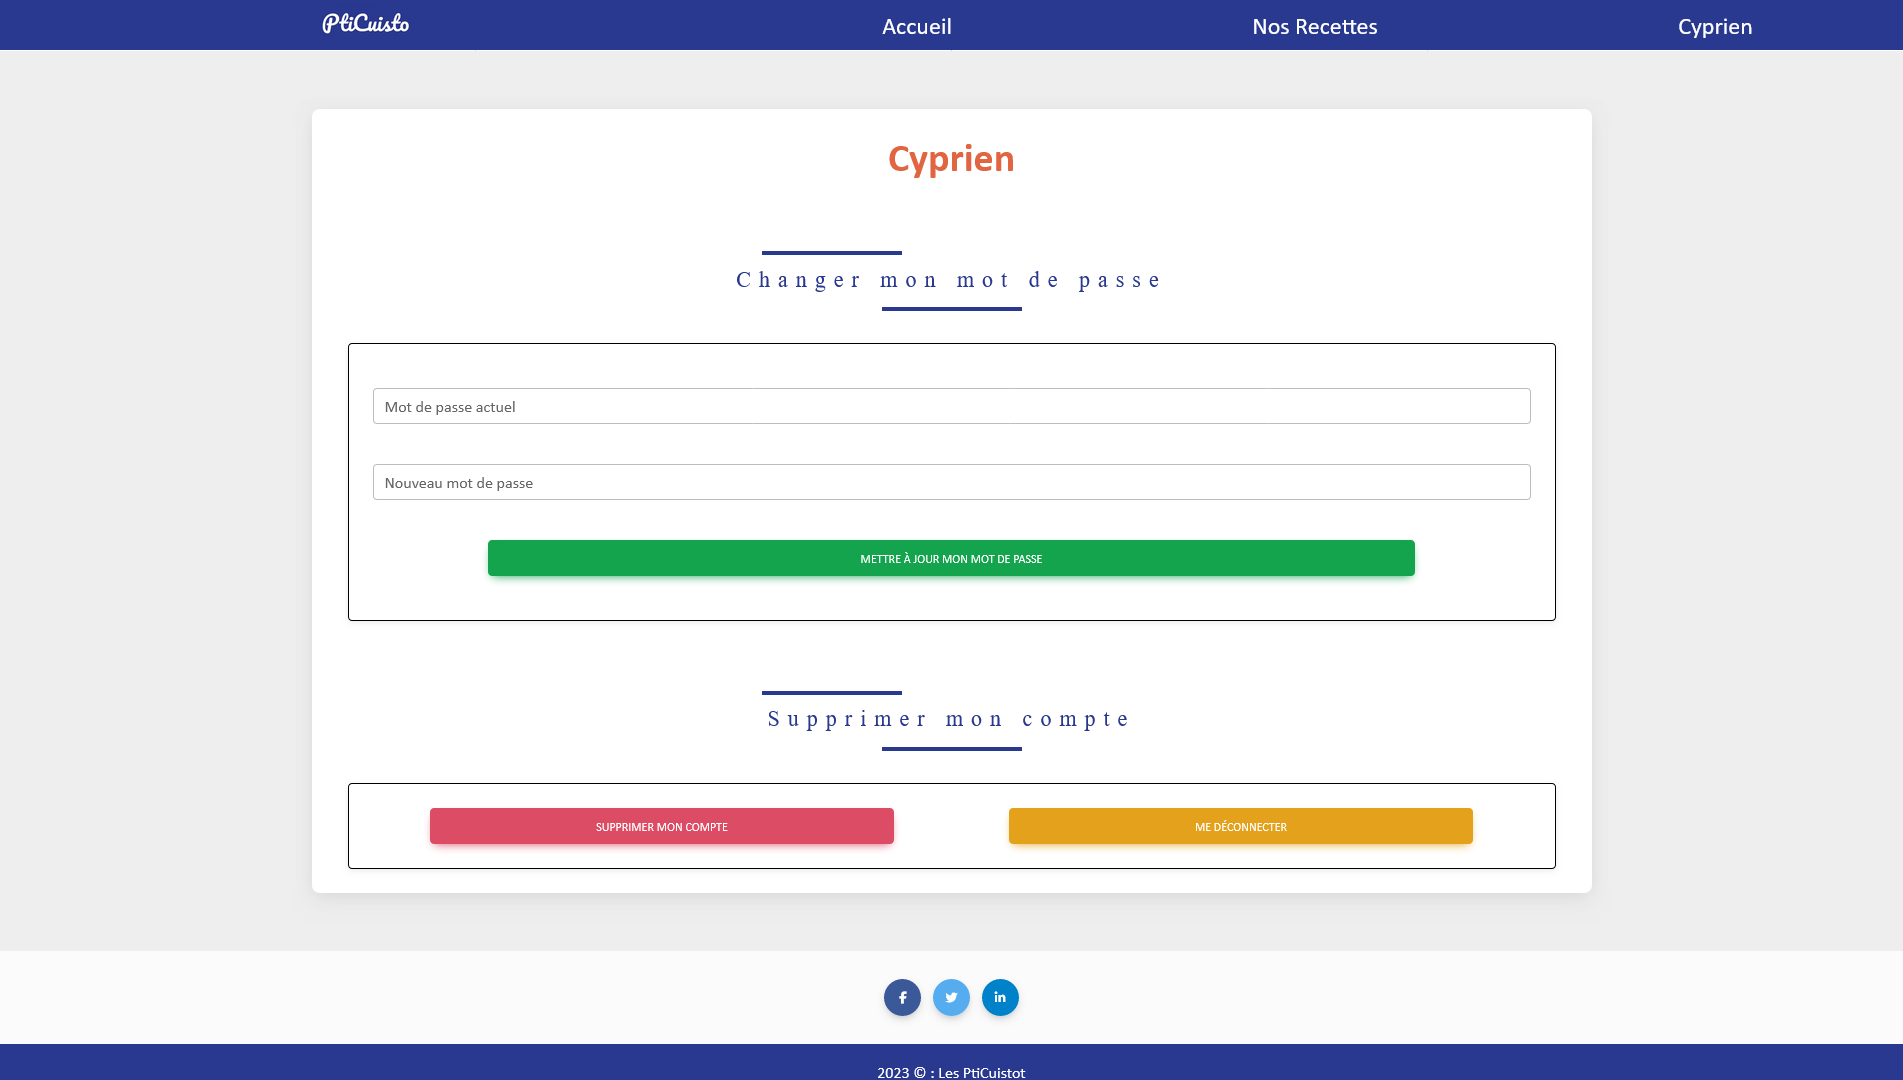 PtiCuisto
Accueil
Nos Recettes
Cyprien
Cyprien
Changer mon mot de passe
Mot de passe actuel
Nouveau mot de passe
METTRE À JOUR MON MOT DE PASSE
Supprimer mon compte
SUPPRIMER MON COMPTE
ME DÉCONNECTER
2023 © : Les PtiCuistot